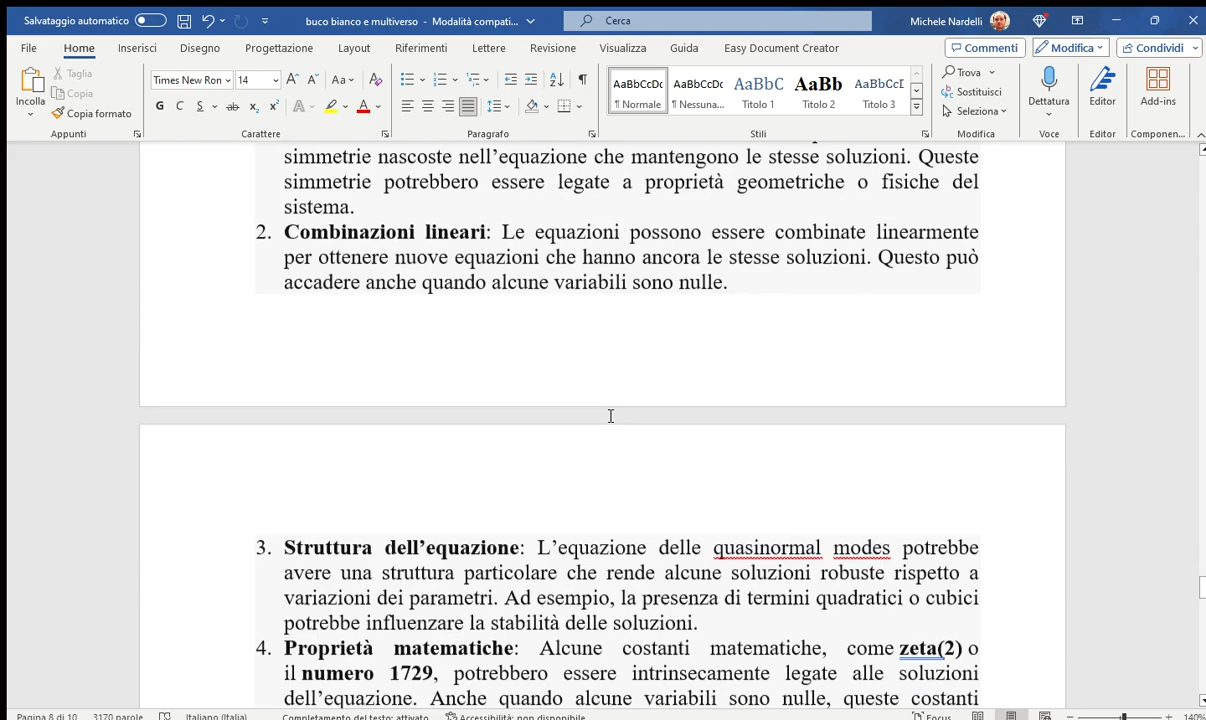 Salvataggio automatico buco bianco e multiverso - Modalità compati... Cerca Michele Nardelli
File Home Inserisci Disegno Progettazione Layout Riferimenti Lettere Revisione Visualizza Guida Easy Document Creator Commenti Modifica Condividi
Incolla
Taglia
Copia
Copia formato
Times New Ron 14
G C S ab x₂ x² A A
AaBbCcDc AaBbCcDc AaBbC AaBb AaBbCcD
¶ Normale ¶ Nessuna... Titolo 1 Titolo 2 Titolo 3
Trova
Sostituisci
Seleziona
Dettatura Editor Add-ins
Appunti Carattere Paragrafo Stili Modifica Voce Editor Componen...
simmetrie nascoste nell’equazione che mantengono le stesse soluzioni. Queste
simmetrie potrebbero essere legate a proprietà geometriche o fisiche del
sistema.
2. Combinazioni lineari: Le equazioni possono essere combinate linearmente
per ottenere nuove equazioni che hanno ancora le stesse soluzioni. Questo può
accadere anche quando alcune variabili sono nulle.
3. Struttura dell’equazione: L’equazione delle quasinormal modes potrebbe
avere una struttura particolare che rende alcune soluzioni robuste rispetto a
variazioni dei parametri. Ad esempio, la presenza di termini quadratici o cubici
potrebbe influenzare la stabilità delle soluzioni.
4. Proprietà matematiche: Alcune costanti matematiche, come zeta(2) o
il numero 1729, potrebbero essere intrinsecamente legate alle soluzioni
dell’equazione. Anche quando alcune variabili sono nulle, queste costanti
Pagina 8 di 10 3170 parole Italiano (Italia) Completamento del testo: attivato Accessibilità: non disponibile Focus 140%